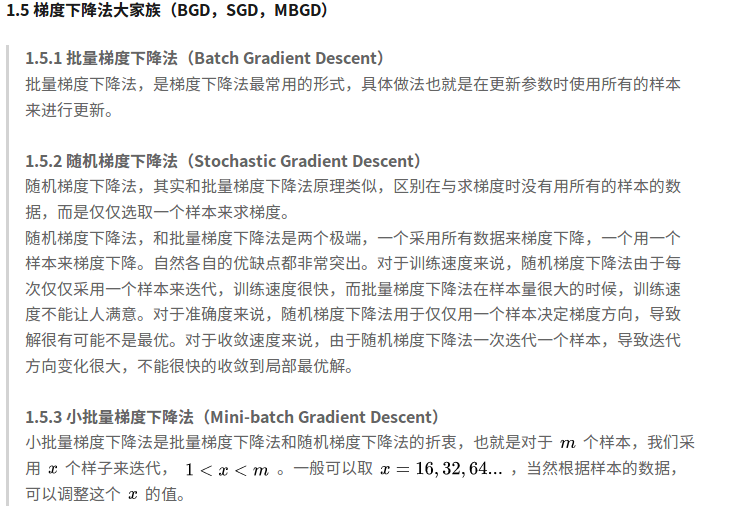 1.5 梯度下降法大家族（BGD，SGD，MBGD）
1.5.1 批量梯度下降法（Batch Gradient Descent）
批量梯度下降法，是梯度下降法最常用的形式，具体做法也就是在更新参数时使用所有的样本
来进行更新。
1.5.2 随机梯度下降法（Stochastic Gradient Descent）
随机梯度下降法，其实和批量梯度下降法原理类似，区别在与求梯度时没有用所有的样本的数
据，而是仅仅选取一个样本来求梯度。
随机梯度下降法，和批量梯度下降法是两个极端，一个采用所有数据来梯度下降，一个用一个
样本来梯度下降。自然各自的优缺点都非常突出。对于训练速度来说，随机梯度下降法由于每
次仅仅采用一个样本来迭代，训练速度很快，而批量梯度下降法在样本量很大的时候，训练速
度不能让人满意。对于准确度来说，随机梯度下降法用于仅仅用一个样本决定梯度方向，导致
解很有可能不是最优。对于收敛速度来说，由于随机梯度下降法一次迭代一个样本，导致迭代
方向变化很大，不能很快的收敛到局部最优解。
1.5.3 小批量梯度下降法（Mini-batch Gradient Descent）
小批量梯度下降法是批量梯度下降法和随机梯度下降法的折衷，也就是对于 m 个样本，我们采
用 x 个样子来迭代， 1 < x < m 。一般可以取 x = 16, 32, 64... ，当然根据样本的数据，
可以调整这个 x 的值。